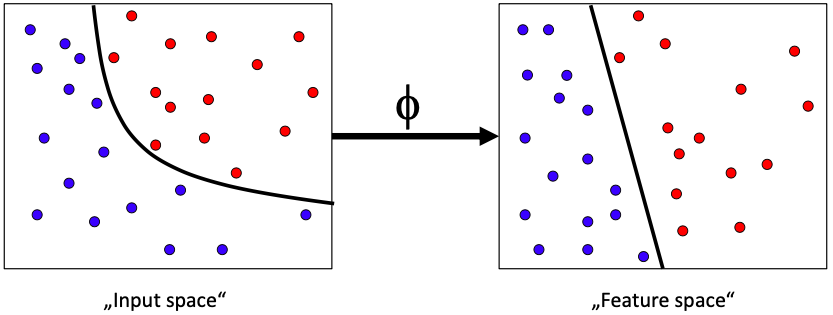 ϕ
„Input space“
„Feature space“